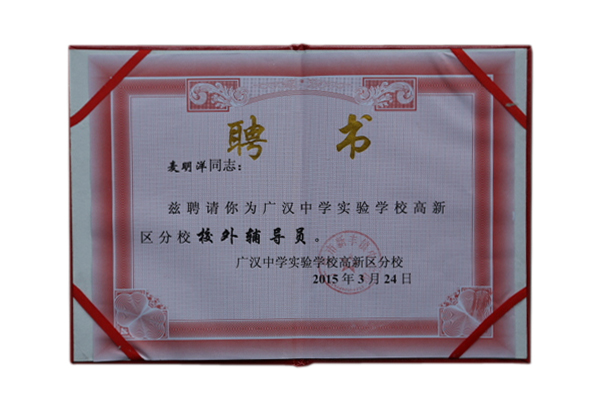 聘 书
麦明洋同志：
兹聘请你为广汉中学实验学校高新
区分校校外辅导员。
广汉中学实验学校高新区分校
2015年3月24日